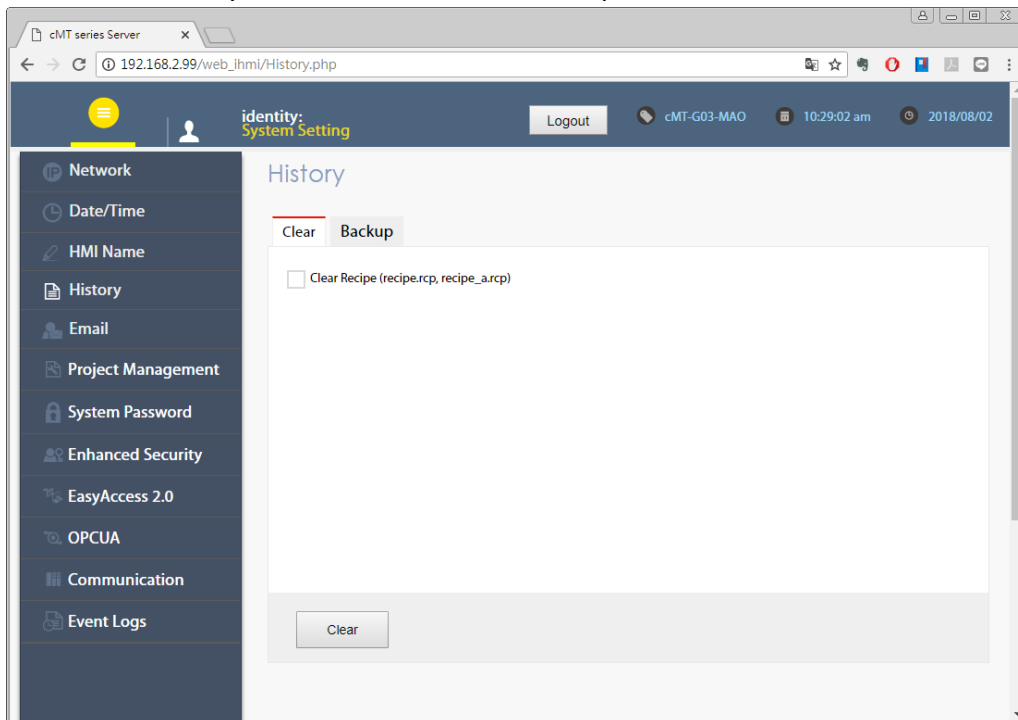 cMT series Server
192.168.2.99/web_ihmi/History.php
identity:
System Setting
Logout
cMT-G03-MAO
10:29:02 am
2018/08/02
Network
Date/Time
HMI Name
History
Email
Project Management
System Password
Enhanced Security
EasyAccess 2.0
OPCUA
Communication
Event Logs
History
Clear
Backup
Clear Recipe (recipe.rcp, recipe_a.rcp)
Clear